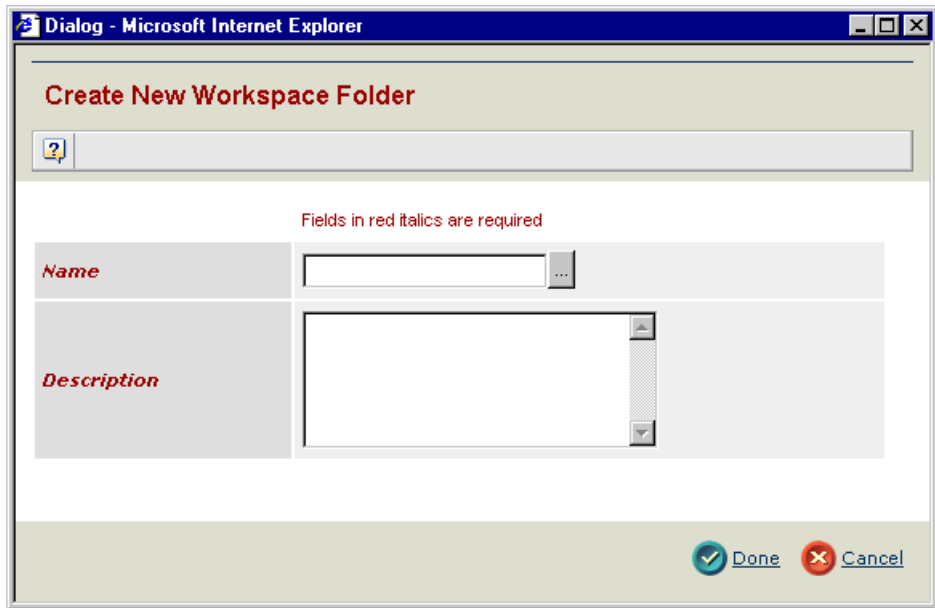 Dialog - Microsoft Internet Explorer
Create New Workspace Folder
Fields in red italics are required
Name
...
Description
Done Cancel